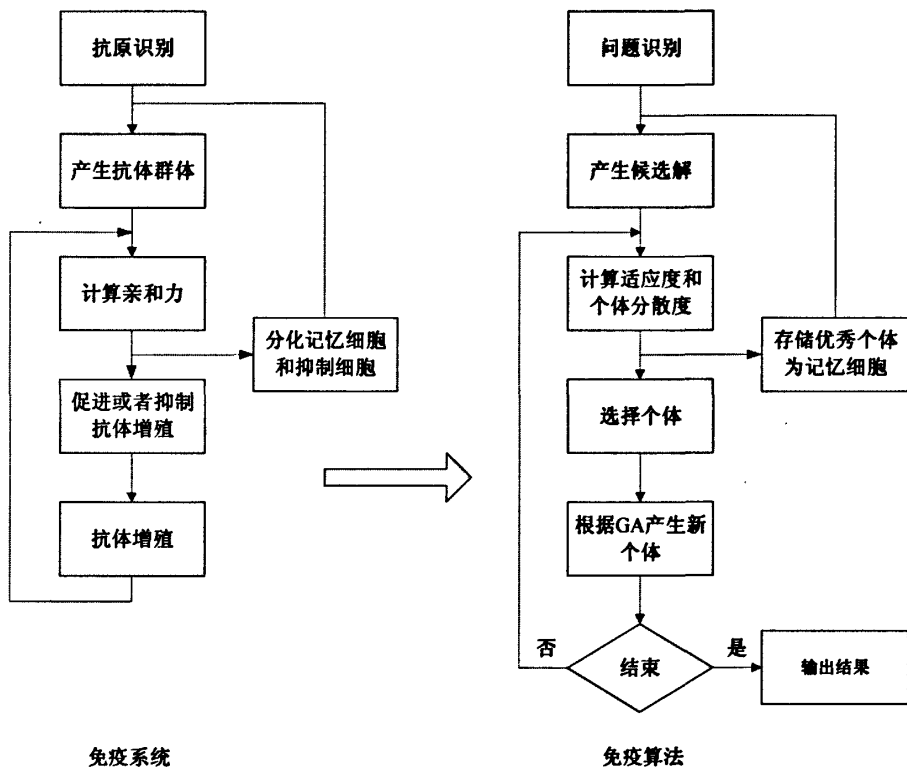 抗原识别
产生抗体群体
计算亲和力
分化记忆细胞
和抑制细胞
促进或者抑制
抗体增殖
抗体增殖
免疫系统
问题识别
产生候选解
计算适应度和
个体分散度
存储优秀个体
为记忆细胞
选择个体
根据GA产生新
个体
否
结束
是
输出结果
免疫算法